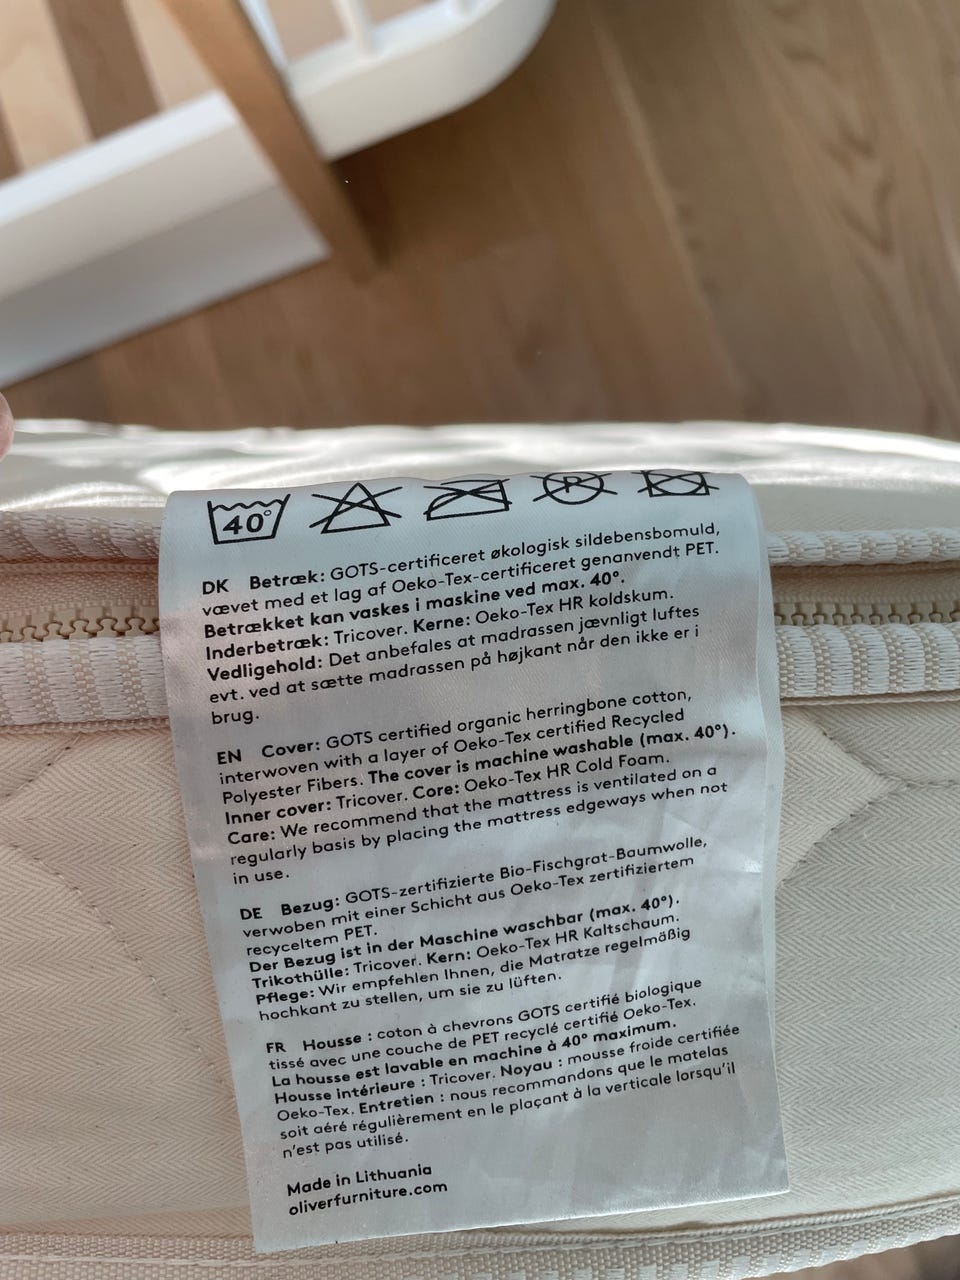 40°
P
DK Betræk: GOTS-certificeret økologisk sildebensbomuld,
vævet med et lag af Oeko-Tex-certificeret genanvendt PET.
Betrækket kan vaskes i maskine ved max. 40°.
Inderbetræk: Tricover. Kerne: Oeko-Tex HR koldskum.
Vedligehold: Det anbefales at madrassen jævnligt luftes
evt. ved at sætte madrassen på højkant når den ikke er i
brug.
EN Cover: GOTS certified organic herringbone cotton,
interwoven with a layer of Oeko-Tex certified Recycled
Polyester Fibers. The cover is machine washable (max. 40°).
Inner cover: Tricover. Core: Oeko-Tex HR Cold Foam.
Care: We recommend that the mattress is ventilated on a
regularly basis by placing the mattress edgeways when not
in use.
DE Bezug: GOTS-zertifizierte Bio-Fischgrat-Baumwolle,
verwoben mit einer Schicht aus Oeko-Tex zertifiziertem
recyceltem PET.
Der Bezug ist in der Maschine waschbar (max. 40°).
Trikothülle: Tricover. Kern: Oeko-Tex HR Kaltschaum.
Pflege: Wir empfehlen Ihnen, die Matratze regelmäßig
hochkant zu stellen, um sie zu lüften.
FR Housse : coton à chevrons GOTS certifié biologique
tissé avec une couche de PET recyclé certifié Oeko-Tex.
La housse est lavable en machine à 40° maximum.
Housse intérieure : Tricover. Noyau : mousse froide certifiée
Oeko-Tex. Entretien : nous recommandons que le matelas
soit aéré régulièrement en le plaçant à la verticale lorsqu'il
n'est pas utilisé.
Made in Lithuania
oliverfurniture.com